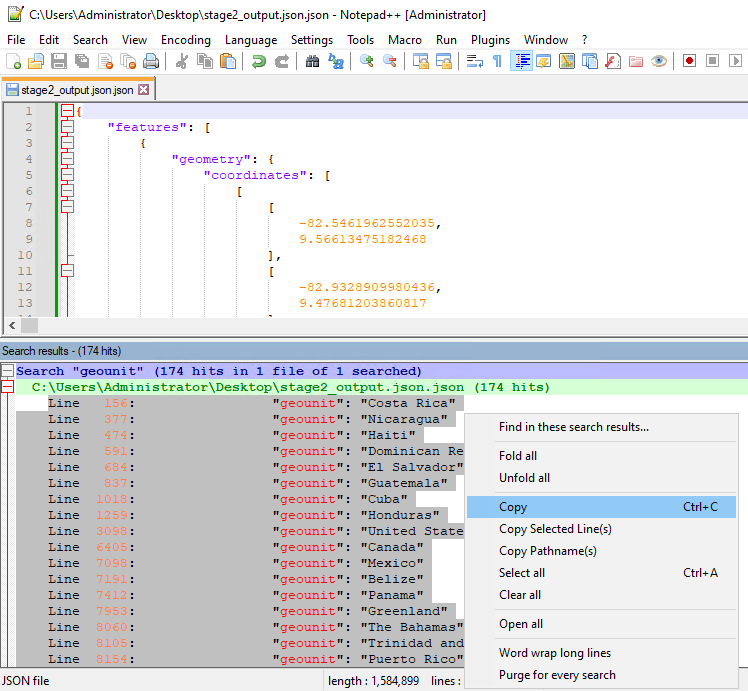 C:\Users\Administrator\Desktop\stage2_output.json.json - Notepad++ [Administrator]
File Edit Search View Encoding Language Settings Tools Macro Run Plugins Window ?
stage2_output.json.json
1 {
2 "features": [
3 {
4 "geometry": {
5 "coordinates": [
6 [
7 [
8 -82.5461962552035,
9 9.56613475182468
10 ],
11 [
12 -82.9328909980436,
13 9.47681203860817
Search results - (174 hits)
Search "geounit" (174 hits in 1 file of 1 searched)
C:\Users\Administrator\Desktop\stage2_output.json.json (174 hits)
Line 156: "geounit": "Costa Rica"
Line 377: "geounit": "Nicaragua"
Line 474: "geounit": "Haiti"
Line 591: "geounit": "Dominican Re
Line 684: "geounit": "El Salvador"
Line 837: "geounit": "Guatemala"
Line 1018: "geounit": "Cuba"
Line 1259: "geounit": "Honduras"
Line 3098: "geounit": "United State
Line 6405: "geounit": "Canada"
Line 7098: "geounit": "Mexico"
Line 7191: "geounit": "Belize"
Line 7412: "geounit": "Panama"
Line 7953: "geounit": "Greenland"
Line 8060: "geounit": "The Bahamas"
Line 8105: "geounit": "Trinidad and
Line 8154: "geounit": "Puerto Rico"
Find in these search results...
Fold all
Unfold all
Copy Ctrl+C
Copy Selected Line(s)
Copy Pathname(s)
Select all Ctrl+A
Clear all
Open all
Word wrap long lines
Purge for every search
JSON file length : 1,584,899 lines :